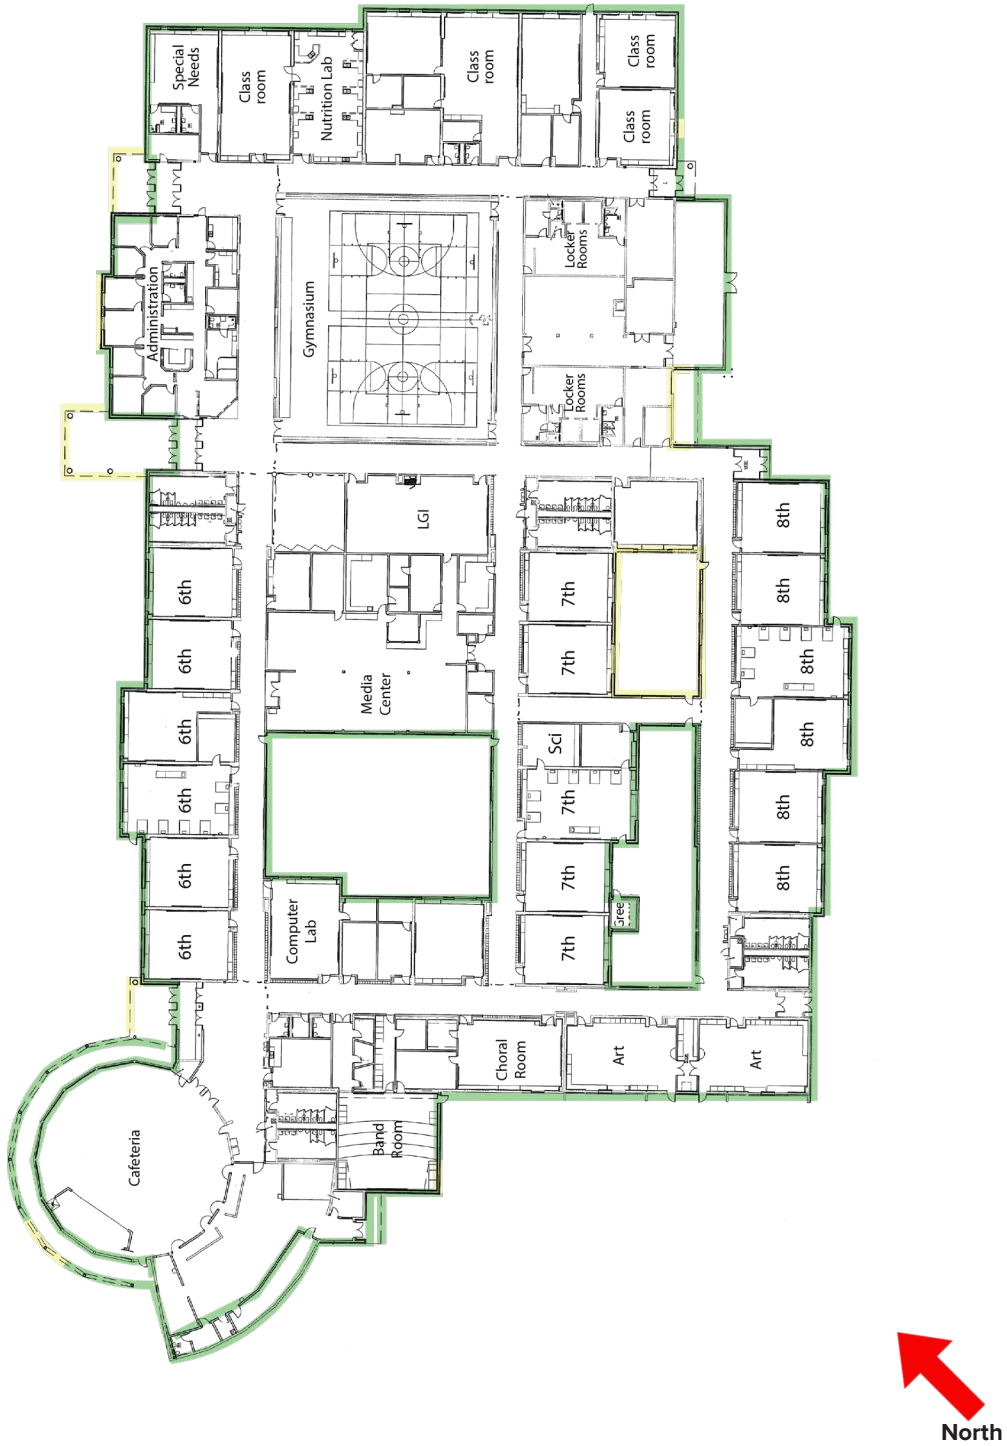 Special
Needs
Class
room
Nutrition Lab
Class
room
Class
room
Class
room
Administration
Gymnasium
Locker
Rooms
Locker
Rooms
LGI
8th
6th
7th
8th
6th
7th
8th
Media
Center
6th
Sci
8th
6th
7th
8th
6th
7th
8th
Computer
Lab
6th
7th
Gree
Choral
Room
Art
Art
Cafeteria
Band
Room
North